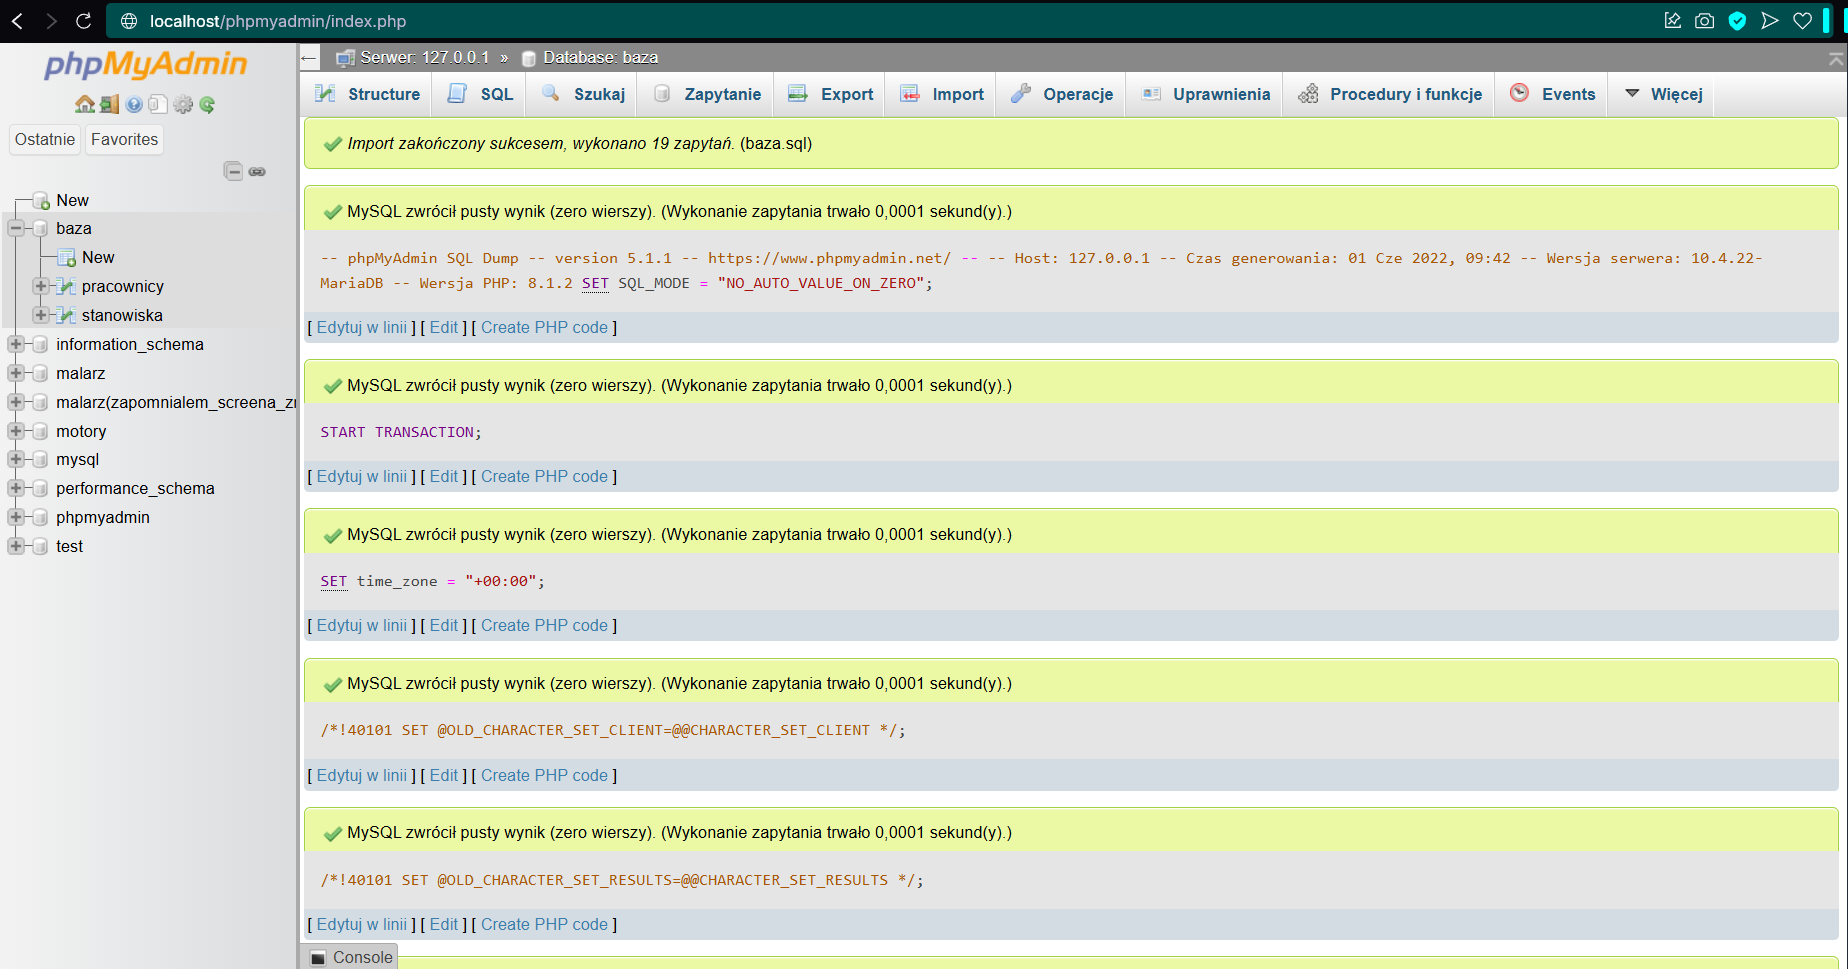 localhost/phpmyadmin/index.php
phpMyAdmin
Ostatnie
Favorites
New
baza
New
pracownicy
stanowiska
information_schema
malarz
malarz(zapomnialem_screena_zr
motory
mysql
performance_schema
phpmyadmin
test
Serwer: 127.0.0.1 » Database: baza
Structure SQL Szukaj Zapytanie Export Import Operacje Uprawnienia Procedury i funkcje Events Więcej
Import zakończony sukcesem, wykonano 19 zapytań. (baza.sql)
MySQL zwrócił pusty wynik (zero wierszy). (Wykonanie zapytania trwało 0,0001 sekund(y).)
-- phpMyAdmin SQL Dump -- version 5.1.1 -- https://www.phpmyadmin.net/ -- -- Host: 127.0.0.1 -- Czas generowania: 01 Cze 2022, 09:42 -- Wersja serwera: 10.4.22-
MariaDB -- Wersja PHP: 8.1.2 SET SQL_MODE = "NO_AUTO_VALUE_ON_ZERO";
[ Edytuj w linii ] [ Edit ] [ Create PHP code ]
MySQL zwrócił pusty wynik (zero wierszy). (Wykonanie zapytania trwało 0,0001 sekund(y).)
START TRANSACTION;
[ Edytuj w linii ] [ Edit ] [ Create PHP code ]
MySQL zwrócił pusty wynik (zero wierszy). (Wykonanie zapytania trwało 0,0001 sekund(y).)
SET time_zone = "+00:00";
[ Edytuj w linii ] [ Edit ] [ Create PHP code ]
MySQL zwrócił pusty wynik (zero wierszy). (Wykonanie zapytania trwało 0,0001 sekund(y).)
/*!40101 SET @OLD_CHARACTER_SET_CLIENT=@@CHARACTER_SET_CLIENT */;
[ Edytuj w linii ] [ Edit ] [ Create PHP code ]
MySQL zwrócił pusty wynik (zero wierszy). (Wykonanie zapytania trwało 0,0001 sekund(y).)
/*!40101 SET @OLD_CHARACTER_SET_RESULTS=@@CHARACTER_SET_RESULTS */;
[ Edytuj w linii ] [ Edit ] [ Create PHP code ]
Console